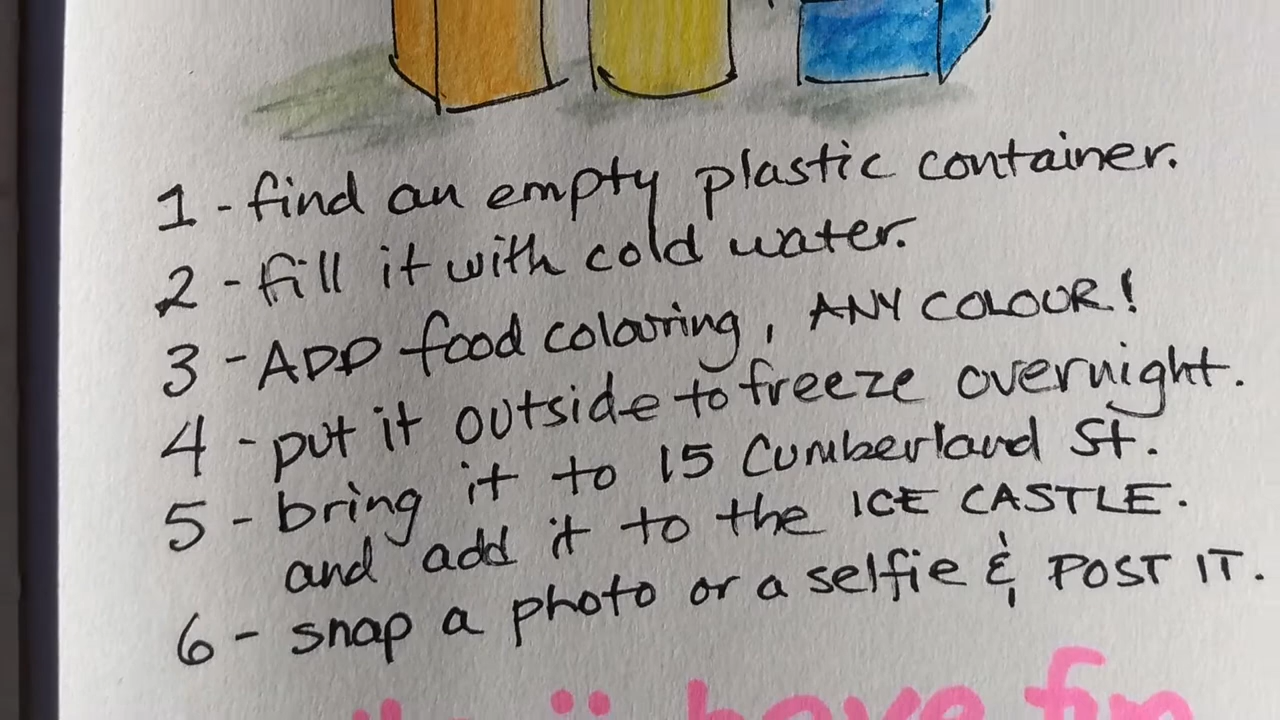 1 - find an empty plastic container.
2 - fill it with cold water.
3 - ADD food colouring, ANY COLOUR!
4 - put it outside to freeze overnight.
5 - bring it to 15 Cumberland St.
and add it to the ICE CASTLE.
6 - snap a photo or a selfie & POST IT.
have fun